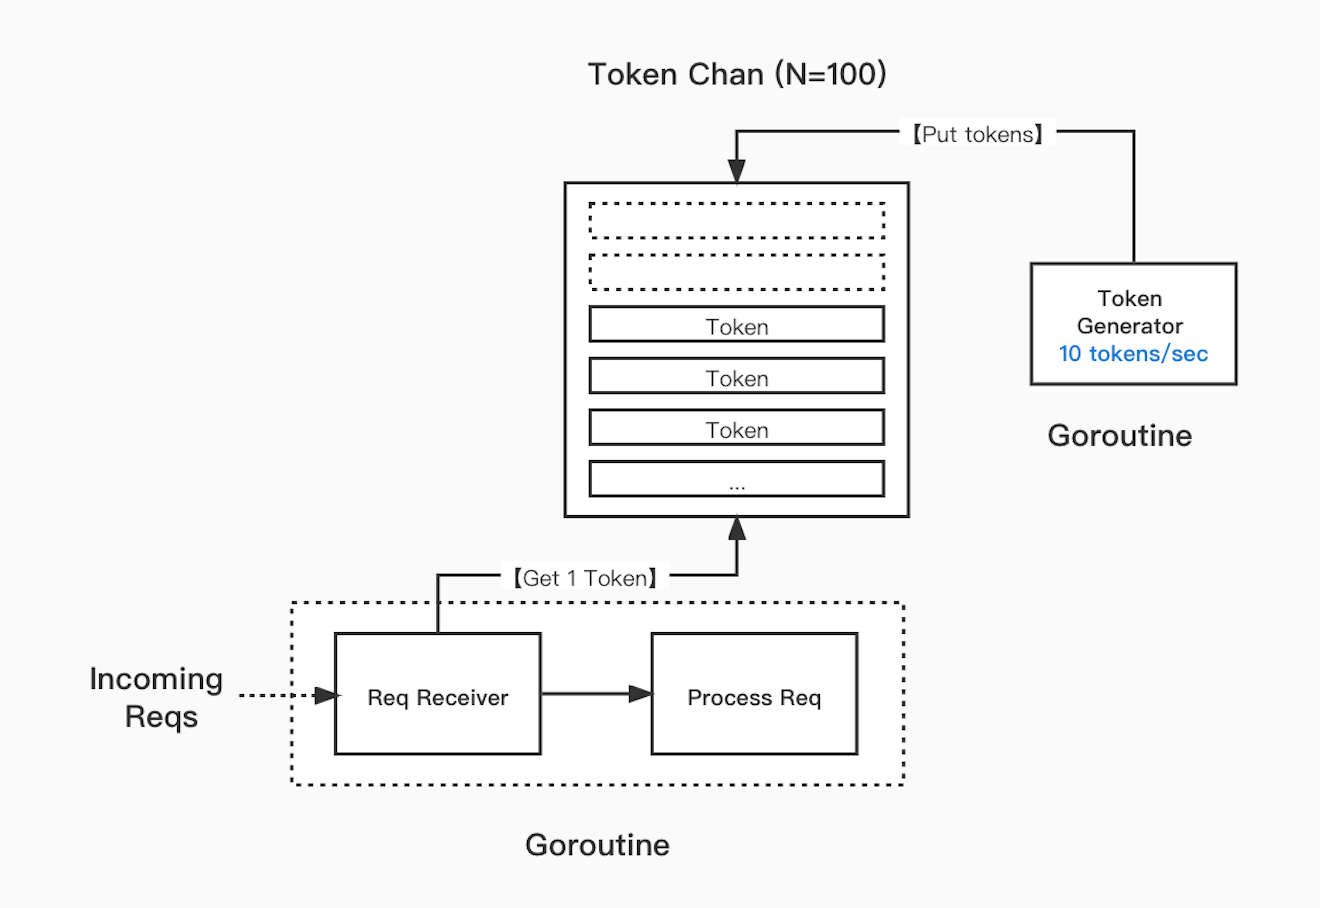 Token Chan (N=100)
【Put tokens】
Token
Generator
10 tokens/sec
Goroutine
Token
Token
Token
...
【Get 1 Token】
Incoming
Reqs
Req Receiver
Process Req
Goroutine